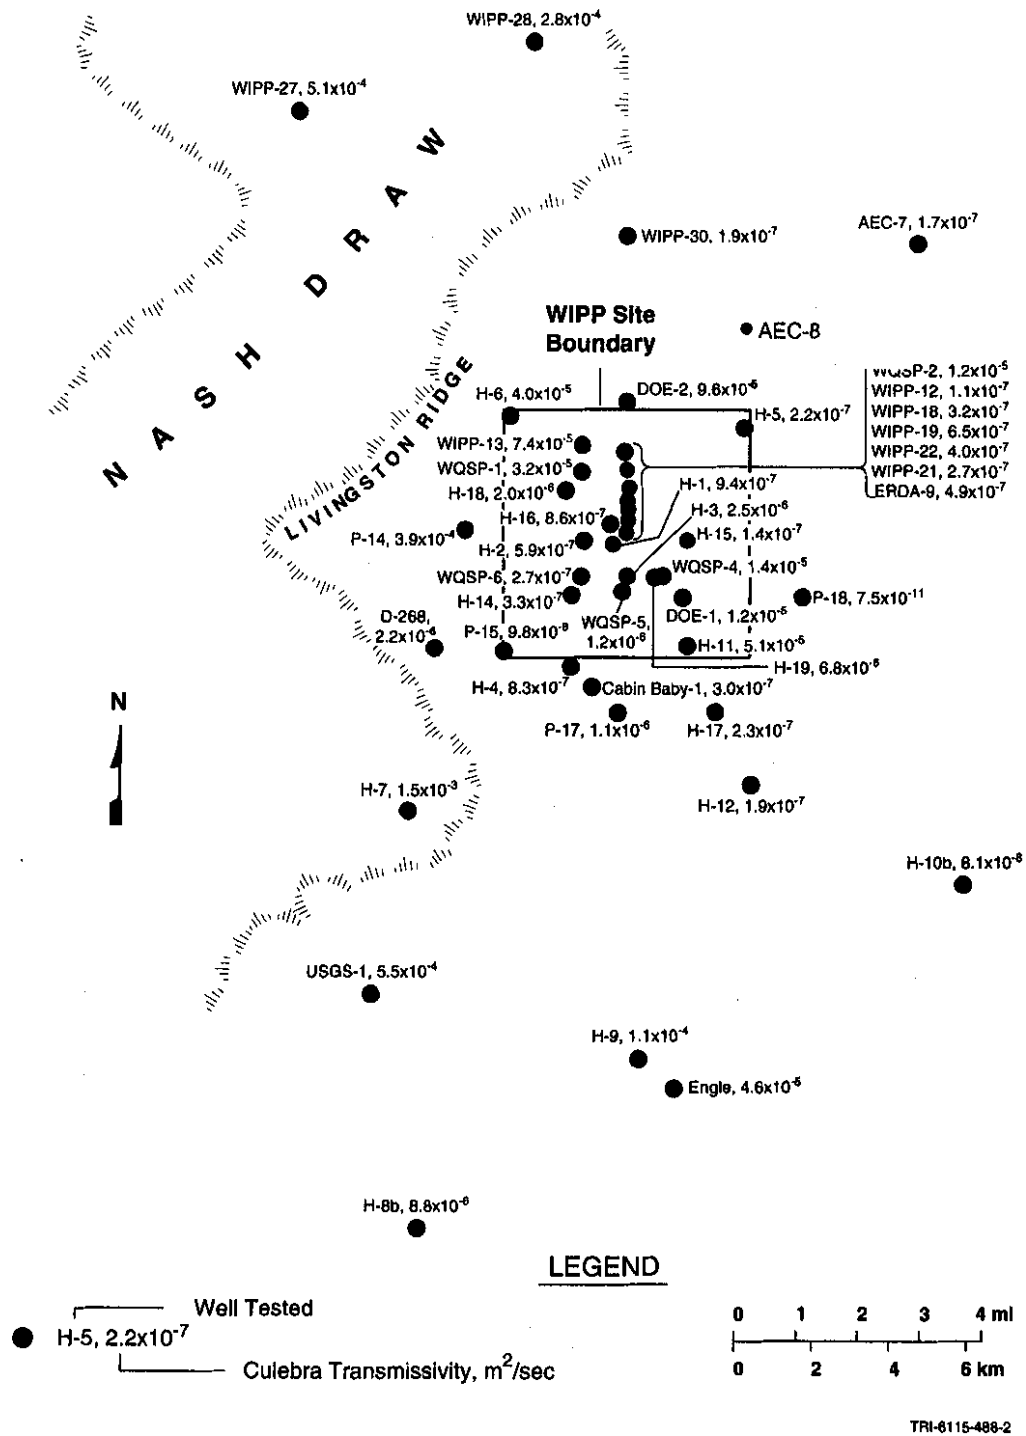 WIPP-28, 2.8x10⁻⁴
WIPP-27, 5.1x10⁻⁴
NASH DRAW
AEC-7, 1.7x10⁻⁷
WIPP-30, 1.9x10⁻⁷
WIPP Site
Boundary
AEC-8
LIVINGSTON RIDGE
WQSP-2, 1.2x10⁻⁵
WIPP-12, 1.1x10⁻⁷
WIPP-18, 3.2x10⁻⁷
WIPP-19, 6.5x10⁻⁷
WIPP-22, 4.0x10⁻⁷
WIPP-21, 2.7x10⁻⁷
ERDA-9, 4.9x10⁻⁷
DOE-2, 9.6x10⁻⁵
H-6, 4.0x10⁻⁵
H-5, 2.2x10⁻⁷
WIPP-13, 7.4x10⁻⁵
WQSP-1, 3.2x10⁻⁵
H-18, 2.0x10⁻⁶
H-1, 9.4x10⁻⁷
H-3, 2.5x10⁻⁶
H-16, 8.6x10⁻⁷
P-14, 3.9x10⁻⁴
H-2, 5.9x10⁻⁷
H-15, 1.4x10⁻⁷
WQSP-6, 2.7x10⁻⁷
WQSP-4, 1.4x10⁻⁵
H-14, 3.3x10⁻⁷
P-18, 7.5x10⁻¹¹
DOE-1, 1.2x10⁻⁵
WQSP-5,
1.2x10⁻⁶
D-268,
2.2x10⁻⁶
P-15, 9.8x10⁻⁸
H-11, 5.1x10⁻⁵
H-19, 6.8x10⁻⁶
H-4, 8.3x10⁻⁷
Cabin Baby-1, 3.0x10⁻⁷
P-17, 1.1x10⁻⁶
H-17, 2.3x10⁻⁷
N
H-7, 1.5x10⁻³
H-12, 1.9x10⁻⁷
H-10b, 8.1x10⁻⁸
USGS-1, 5.5x10⁻⁴
H-9, 1.1x10⁻⁴
Engle, 4.6x10⁻⁵
H-8b, 8.8x10⁻⁶
LEGEND
Well Tested
H-5, 2.2x10⁻⁷
Culebra Transmissivity, m²/sec
0 1 2 3 4 mi
0 2 4 6 km
TRI-6115-488-2